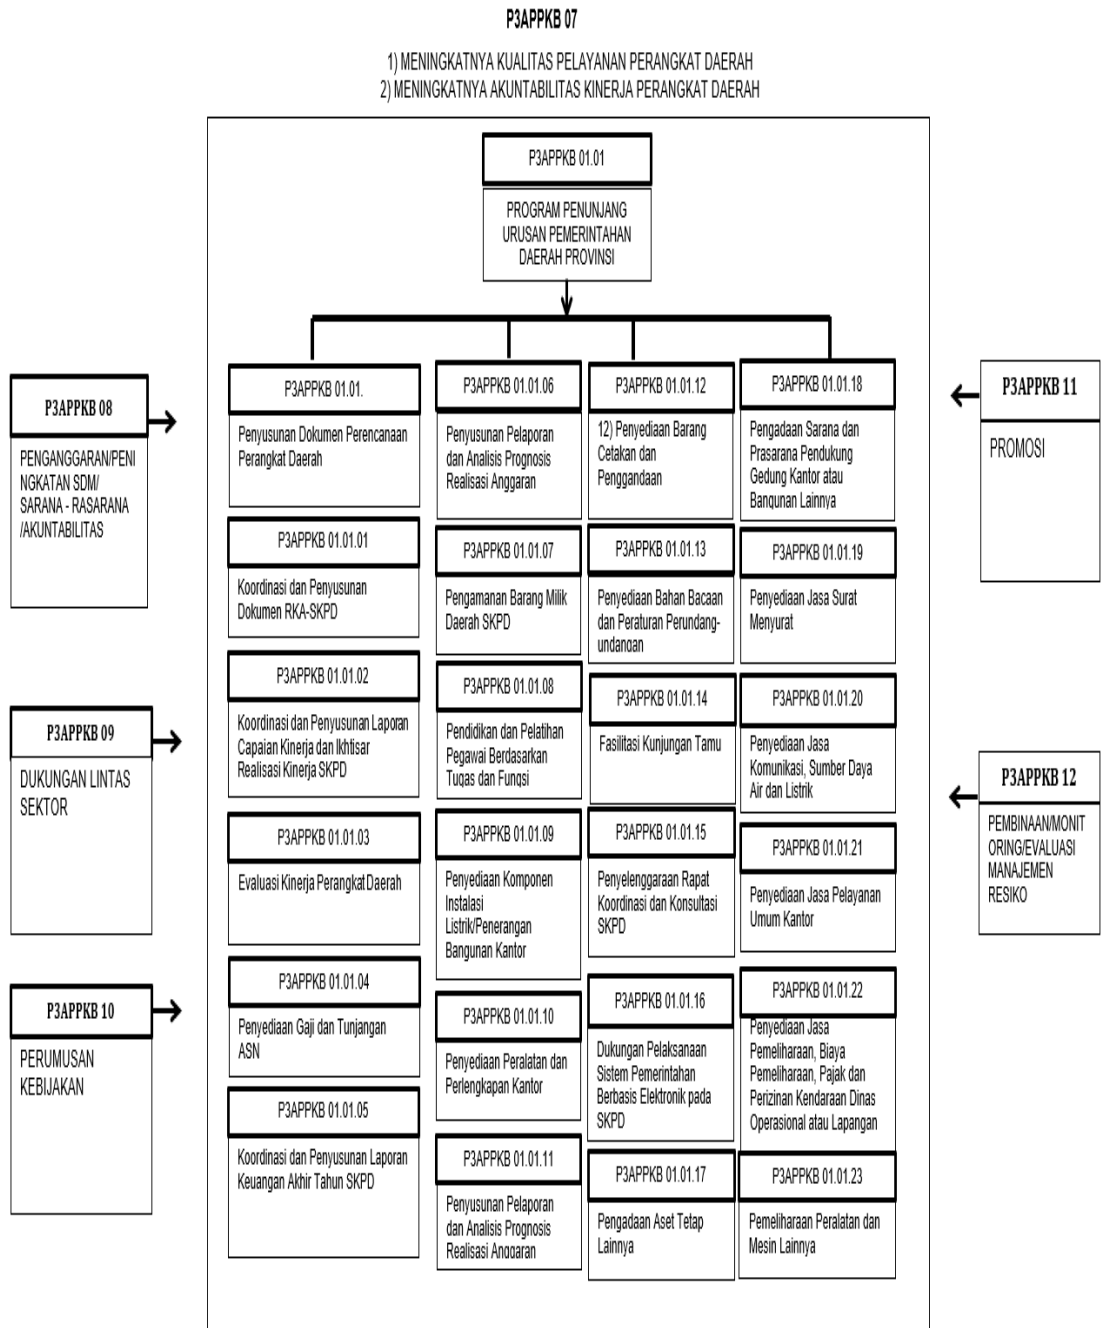 P3APPKB 07
1) MENINGKATNYA KUALITAS PELAYANAN PERANGKAT DAERAH
2) MENINGKATNYA AKUNTABILITAS KINERJA PERANGKAT DAERAH
P3APPKB 01.01
PROGRAM PENUNJANG
URUSAN PEMERINTAHAN
DAERAH PROVINSI
P3APPKB 08
PENGANGGARAN/PENI
NGKATAN SDM/
SARANA - RASARANA
/AKUNTABILITAS
P3APPKB 09
DUKUNGAN LINTAS
SEKTOR
P3APPKB 10
PERUMUSAN
KEBIJAKAN
P3APPKB 01.01.
Penyusunan Dokumen Perencanaan
Perangkat Daerah
P3APPKB 01.01.01
Koordinasi dan Penyusunan
Dokumen RKA-SKPD
P3APPKB 01.01.02
Koordinasi dan Penyusunan Laporan
Capaian Kinerja dan Ikhtisar
Realisasi Kinerja SKPD
P3APPKB 01.01.03
Evaluasi Kinerja Perangkat Daerah
P3APPKB 01.01.04
Penyediaan Gaji dan Tunjangan
ASN
P3APPKB 01.01.05
Koordinasi dan Penyusunan Laporan
Keuangan Akhir Tahun SKPD
P3APPKB 01.01.06
Penyusunan Pelaporan
dan Analisis Prognosis
Realisasi Anggaran
P3APPKB 01.01.07
Pengamanan Barang Milik
Daerah SKPD
P3APPKB 01.01.08
Pendidikan dan Pelatihan
Pegawai Berdasarkan
Tugas dan Fungsi
P3APPKB 01.01.09
Penyediaan Komponen
Instalasi
Listrik/Penerangan
Bangunan Kantor
P3APPKB 01.01.10
Penyediaan Peralatan dan
Perlengkapan Kantor
P3APPKB 01.01.11
Penyusunan Pelaporan
dan Analisis Prognosis
Realisasi Anggaran
P3APPKB 01.01.12
12) Penyediaan Barang
Cetakan dan
Penggandaan
P3APPKB 01.01.13
Penyediaan Bahan Bacaan
dan Peraturan Perundang-
undangan
P3APPKB 01.01.14
Fasilitasi Kunjungan Tamu
P3APPKB 01.01.15
Penyelenggaraan Rapat
Koordinasi dan Konsultasi
SKPD
P3APPKB 01.01.16
Dukungan Pelaksanaan
Sistem Pemerintahan
Berbasis Elektronik pada
SKPD
P3APPKB 01.01.17
Pengadaan Aset Tetap
Lainnya
P3APPKB 01.01.18
Pengadaan Sarana dan
Prasarana Pendukung
Gedung Kantor atau
Bangunan Lainnya
P3APPKB 01.01.19
Penyediaan Jasa Surat
Menyurat
P3APPKB 01.01.20
Penyediaan Jasa
Komunikasi, Sumber Daya
Air dan Listrik
P3APPKB 01.01.21
Penyediaan Jasa Pelayanan
Umum Kantor
P3APPKB 01.01.22
Penyediaan Jasa
Pemeliharaan, Biaya
Pemeliharaan, Pajak dan
Perizinan Kendaraan Dinas
Operasional atau Lapangan
P3APPKB 01.01.23
Pemeliharaan Peralatan dan
Mesin Lainnya
P3APPKB 11
PROMOSI
P3APPKB 12
PEMBINAAN/MONIT
ORING/EVALUASI
MANAJEMEN
RESIKO